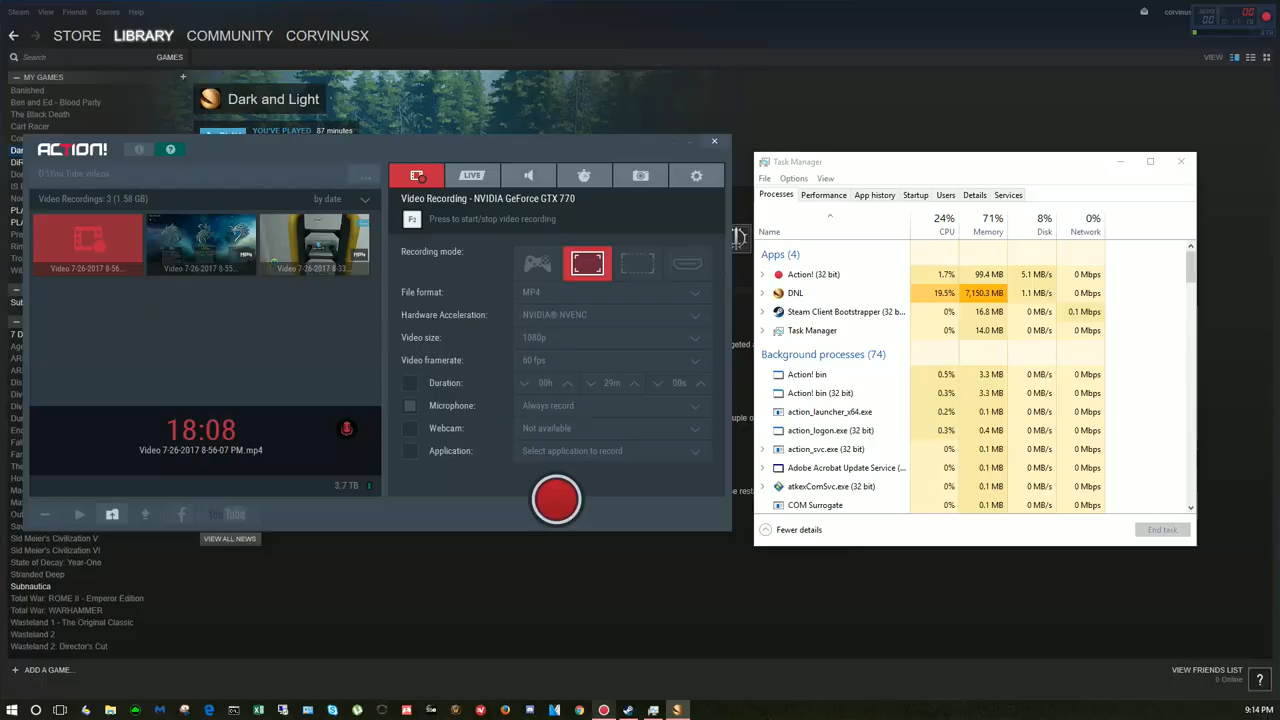 Steam View Friends Games Help
corvinus
STORE LIBRARY COMMUNITY CORVINUSX
Search GAMES
VIEW
MY GAMES
Banished
Ben and Ed - Blood Party
The Black Death
Cart Racer
Dark and Light
YOU'VE PLAYED 87 minutes
ACTION!
D:\YouTube videos
Video Recordings: 3 (1.58 GB)
by date
Video 7-26-2017 8-56...
Video 7-26-2017 8-55...
Video 7-26-2017 8-33...
MP4
18:08
Video 7-26-2017 8-56-07 PM.mp4
3.7 TB
You Tube
LIVE
Video Recording - NVIDIA GeForce GTX 770
F2 Press to start/stop video recording
Recording mode:
File format: MP4
Hardware Acceleration: NVIDIA® NVENC
Video size: 1080p
Video framerate: 60 fps
Duration: 00h 29m 00s
Microphone: Always record
Webcam: Not available
Application: Select application to record
Task Manager
File Options View
Processes Performance App history Startup Users Details Services
24% 71% 8% 0%
Name CPU Memory Disk Network
Apps (4)
Action! (32 bit) 1.7% 99.4 MB 5.1 MB/s 0 Mbps
DNL 19.5% 7,150.3 MB 1.1 MB/s 0 Mbps
Steam Client Bootstrapper (32 b... 0% 16.8 MB 0 MB/s 0.1 Mbps
Task Manager 0% 14.0 MB 0 MB/s 0 Mbps
Background processes (74)
Action! bin 0.5% 3.3 MB 0 MB/s 0 Mbps
Action! bin (32 bit) 0.3% 3.3 MB 0 MB/s 0 Mbps
action_launcher_x64.exe 0.2% 0.1 MB 0 MB/s 0 Mbps
action_logon.exe (32 bit) 0.3% 0.4 MB 0 MB/s 0 Mbps
action_svc.exe (32 bit) 0% 0.1 MB 0 MB/s 0 Mbps
Adobe Acrobat Update Service (... 0% 0.1 MB 0 MB/s 0 Mbps
atkexComSvc.exe (32 bit) 0% 0.1 MB 0 MB/s 0 Mbps
COM Surrogate 0% 0.1 MB 0 MB/s 0 Mbps
Fewer details
End task
VIEW ALL NEWS
Sid Meier's Civilization V
Sid Meier's Civilization VI
State of Decay: Year-One
Stranded Deep
Subnautica
Total War: ROME II - Emperor Edition
Total War: WARHAMMER
Wasteland 1 - The Original Classic
Wasteland 2
Wasteland 2: Director's Cut
ADD A GAME...
VIEW FRIENDS LIST
0 Online
?
9:14 PM